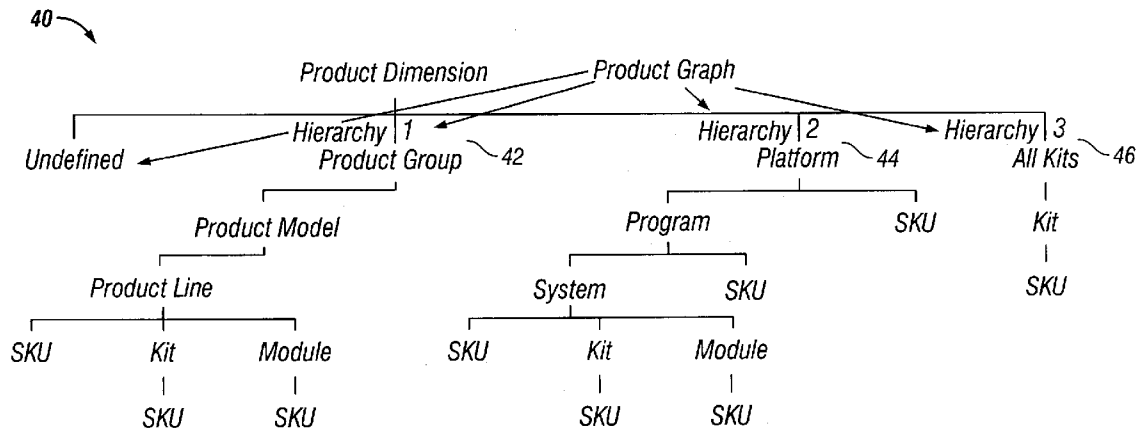 40
Product Dimension Product Graph
Hierarchy 1 Hierarchy 2 Hierarchy 3
Undefined Product Group 42 Platform 44 All Kits 46
Product Model Program SKU Kit
Product Line System SKU SKU
SKU Kit Module SKU Kit Module
SKU SKU SKU SKU